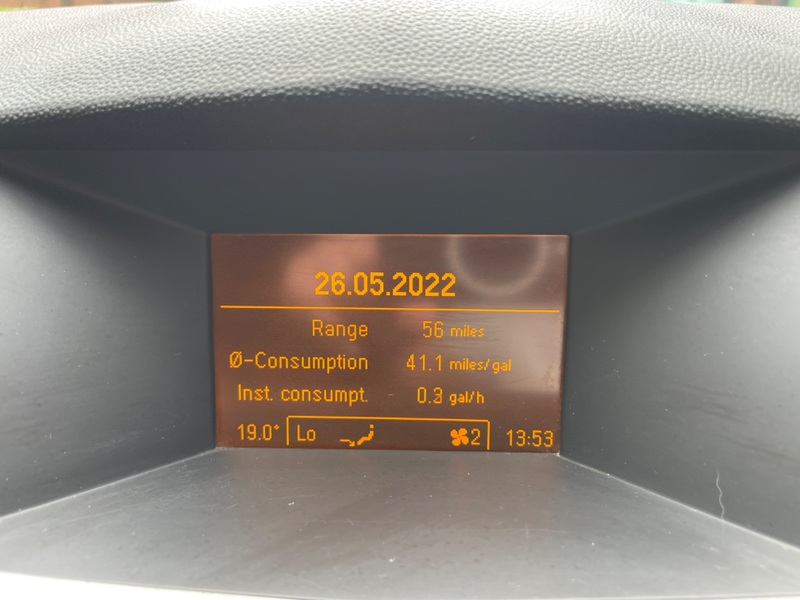 26.05.2022
Range 56 miles
Ø-Consumption 41.1 miles/gal
Inst. consumpt. 0.3 gal/h
19.0° Lo 2 13:53